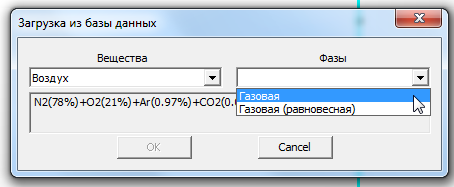 Загрузка из базы данных
Вещества Фазы
Воздух
Газовая
Газовая (равновесная)
N2(78%)+O2(21%)+Ar(0.97%)+CO2(0.
OK Cancel